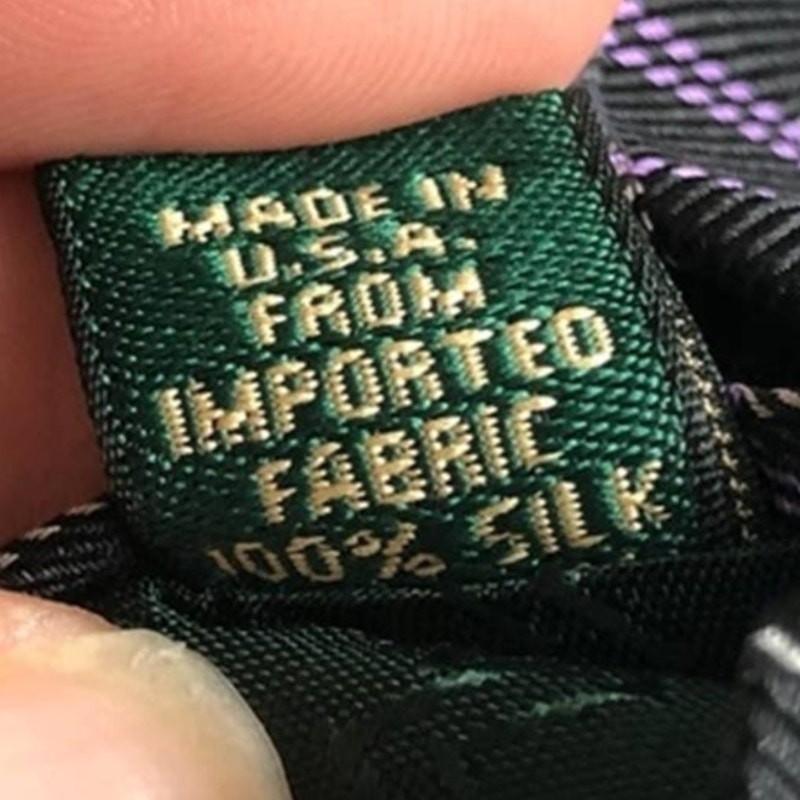 MADE IN
U.S.A.
FROM
IMPORTED
FABRIC
100% SILK